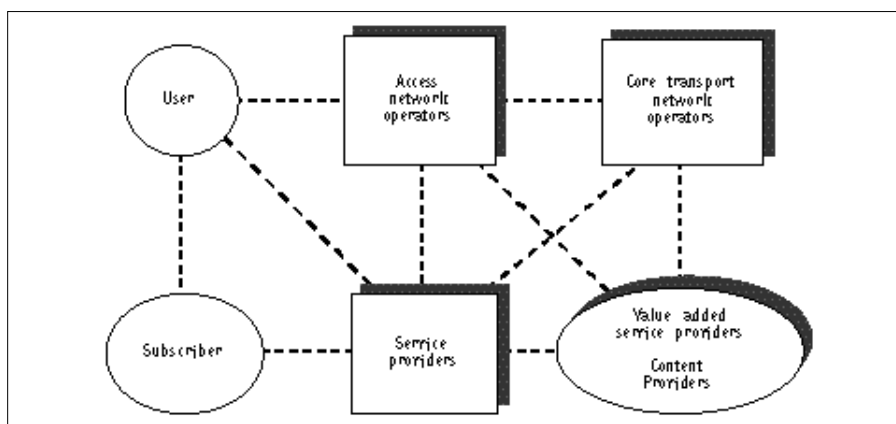 User
Access
network
operators
Core transport
network
operators
Subscriber
Service
providers
Value added
service providers
Content
Providers